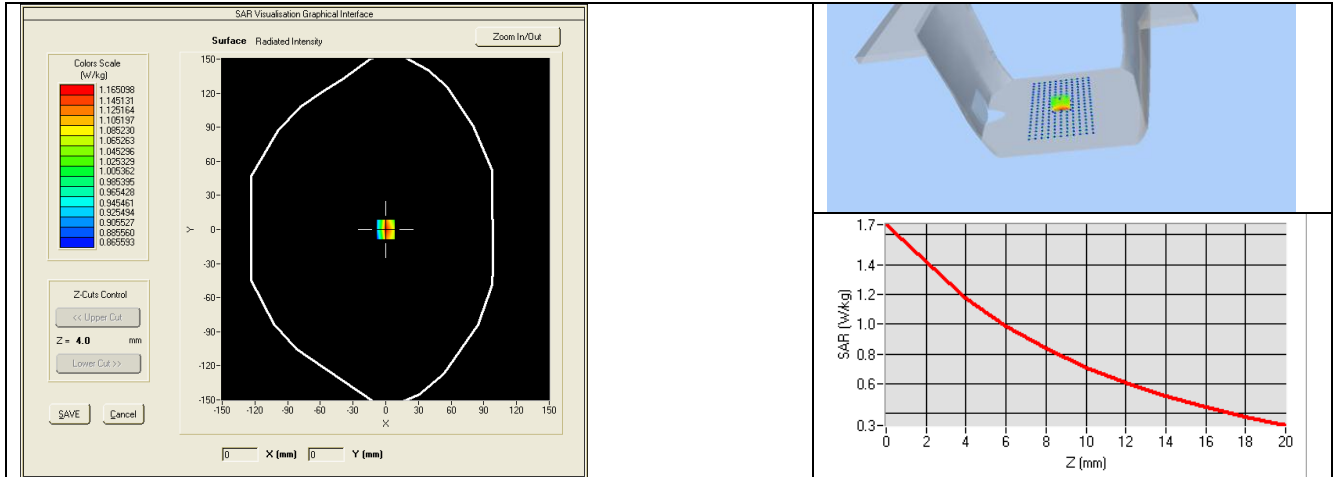 SAR Visualisation Graphical Interface
Surface Radiated Intensity
Zoom In/Out
Colors Scale
(W/kg)
1.165098
1.145131
1.125164
1.105197
1.085230
1.065263
1.045296
1.025329
1.005362
0.985395
0.965428
0.945461
0.925494
0.905527
0.885560
0.865593
Z-Cuts Control
<< Upper Cut
Z = 4.0 mm
Lower Cut >>
SAVE Cancel
150
120
90
60
30
0
-30
-60
-90
-120
-150
Y
-150 -120 -90 -60 -30 0 30 60 90 120 150
X
0 X (mm) 0 Y (mm)
1.7
1.4
1.2
1.0
0.8
0.6
0.3
SAR (W/kg)
0 2 4 6 8 10 12 14 16 18 20
Z (mm)